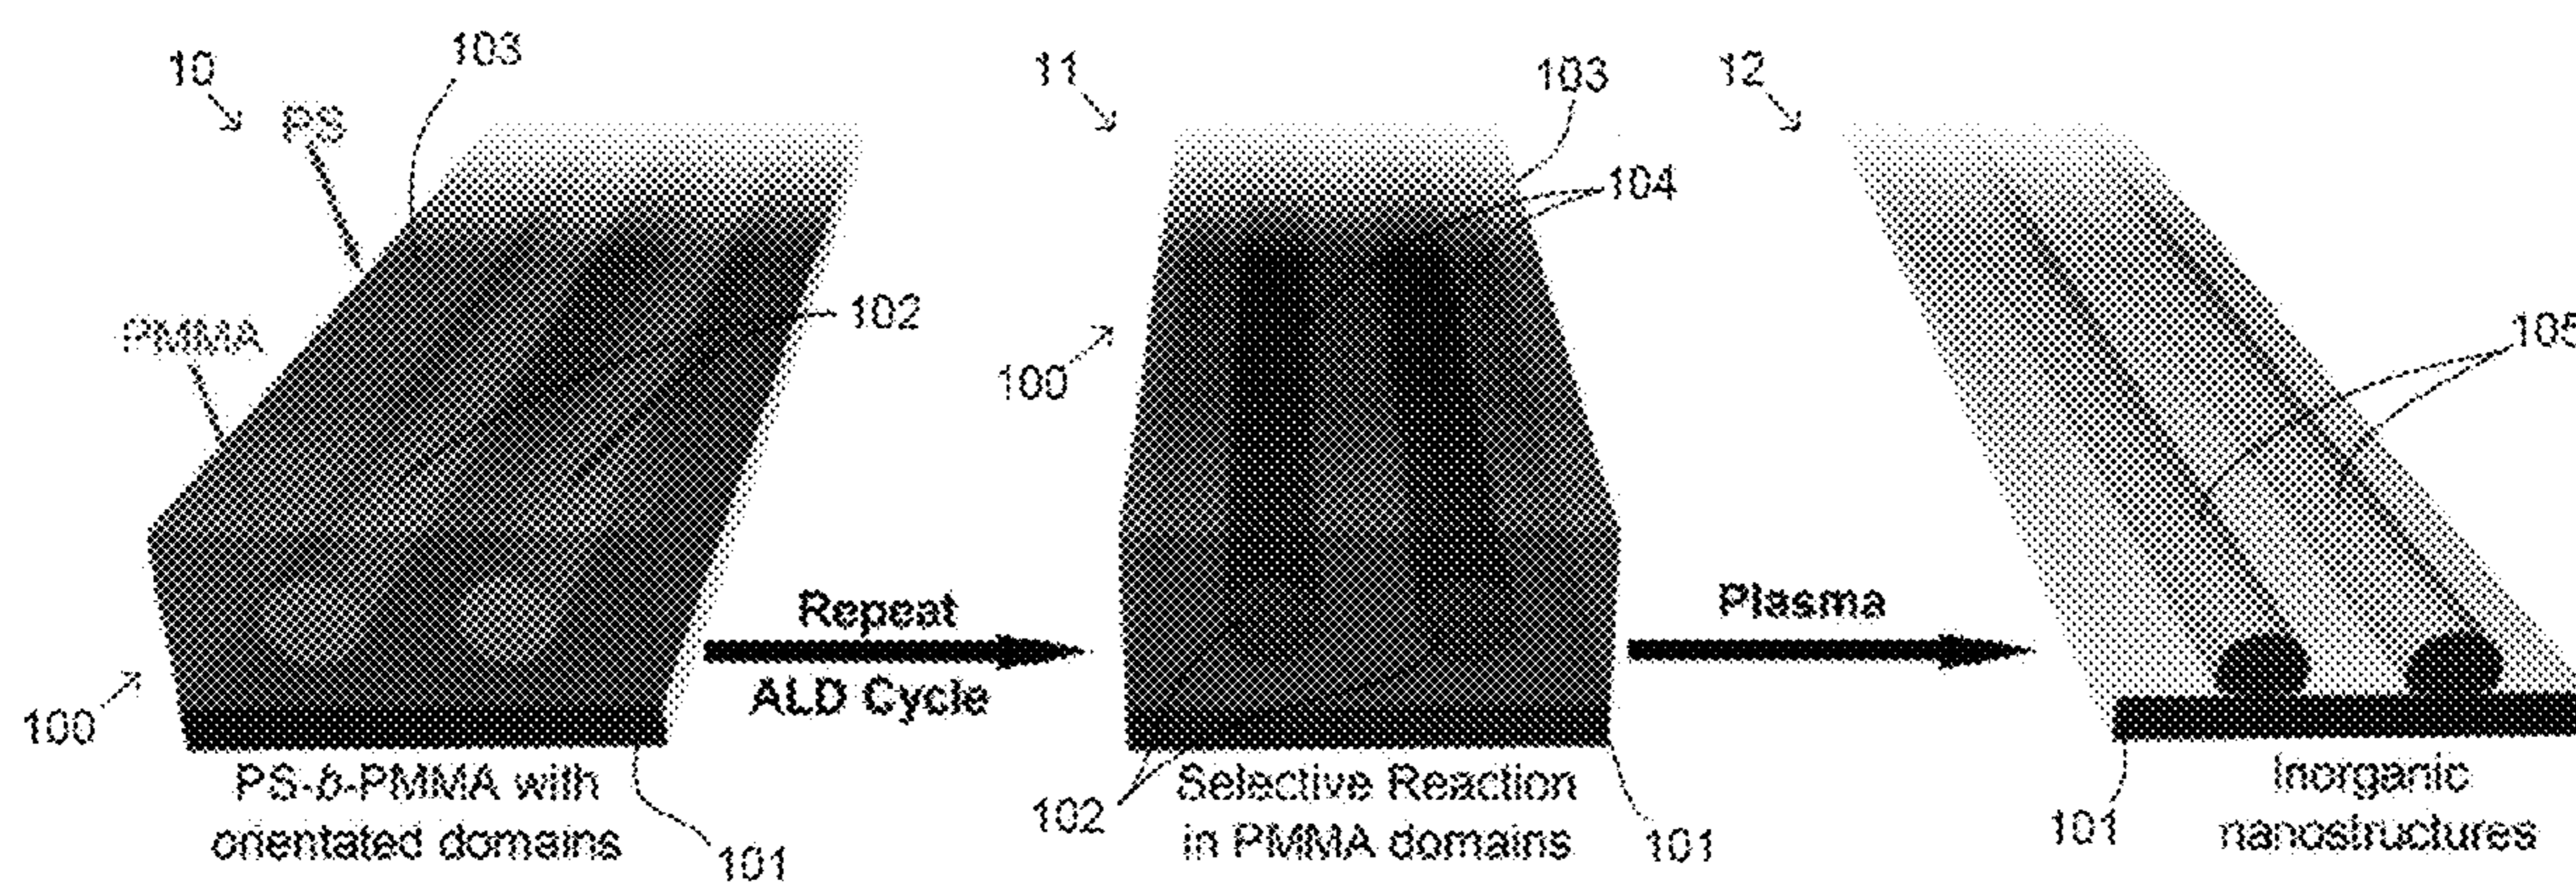 10
103
PS
PMMA
102
100
PS-b-PMMA with
orientated domains
101
Repeat
ALD Cycle
11
103
104
100
102
Selective Reaction
in PMMA domains
101
Plasma
12
105
101
Inorganic
nanostructures